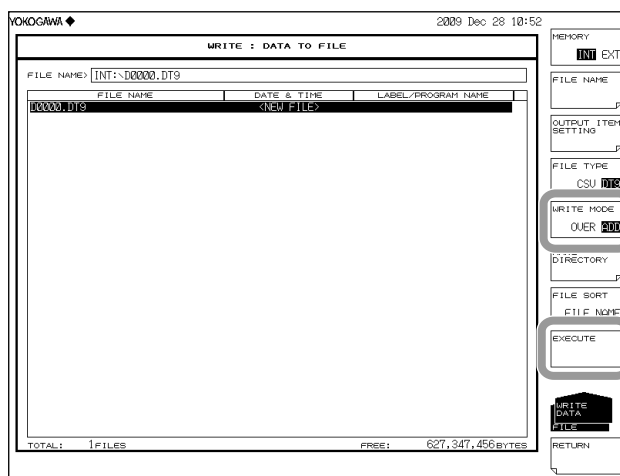 YOKOGAWA ◆ 2009 Dec 28 10:52
WRITE : DATA TO FILE
FILE NAME> INT:\D0000.DT9
FILE NAME DATE & TIME LABEL/PROGRAM NAME
D0000.DT9 <NEW FILE>
TOTAL: 1FILES FREE: 627,347,456BYTES
MEMORY
INT EXT
FILE NAME
OUTPUT ITEM
SETTING
FILE TYPE
CSV DT9
WRITE MODE
OVER ADD
DIRECTORY
FILE SORT
FILE NAME
EXECUTE
WRITE
DATA
FILE
RETURN